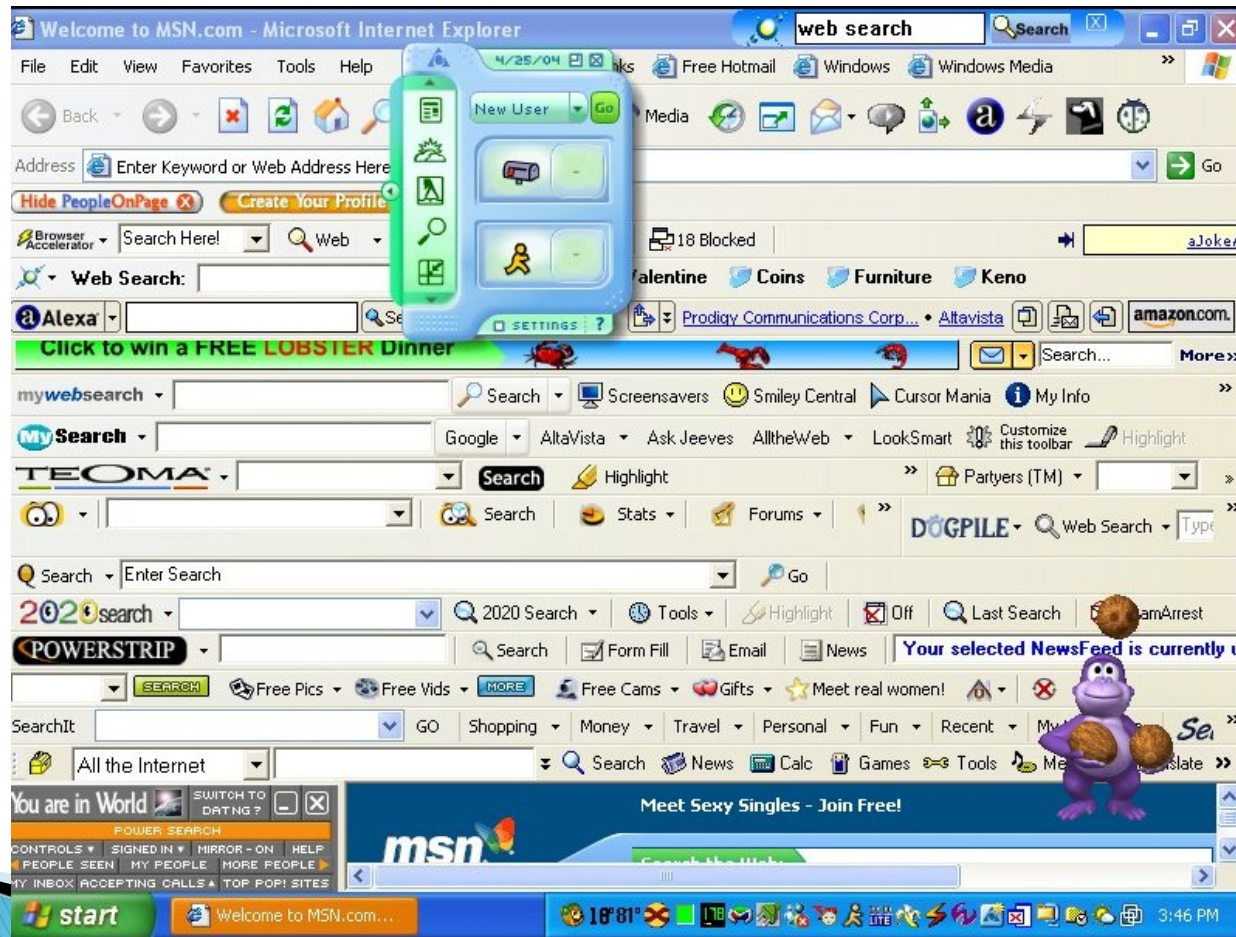 Welcome to MSN.com - Microsoft Internet Explorer web search Search
File Edit View Favorites Tools Help 4/25/04 Free Hotmail Windows Windows Media »
Back New User Go Media
Address Enter Keyword or Web Address Here Go
Hide PeopleOnPage Create Your Profile
Browser Accelerator Search Here! Web 18 Blocked
Web Search: Coins Furniture Keno
Alexa Prodigy Communications Corp... • Altavista amazon.com.
SETTINGS ?
Click to win a FREE LOBSTER Dinner Search... More»
mywebsearch Search Screensavers Smiley Central Cursor Mania My Info »
My Search Google AltaVista Ask Jeeves AlltheWeb LookSmart Customize this toolbar Highlight
TEOMA Search Highlight » Partyers (TM) »
Search Stats Forums » DOGPILE Web Search »
Search Enter Search Go
2020search 2020 Search Tools Highlight Off Last Search
POWERSTRIP Search Form Fill Email News Your selected NewsFeed is currently
SEARCH Free Pics Free Vids MORE Free Cams Gifts Meet real women!
SearchIt GO Shopping Money Travel Personal Fun Recent »
All the Internet Search News Calc Games Tools »
You are in World SWITCH TO DATNG? Meet Sexy Singles - Join Free!
POWER SEARCH
CONTROLS SIGNED IN MIRROR - ON HELP msn
PEOPLE SEEN MY PEOPLE MORE PEOPLE Search the Web:
MY INBOX ACCEPTING CALLS TOP POP! SITES
start Welcome to MSN.com... 81° 3:46 PM